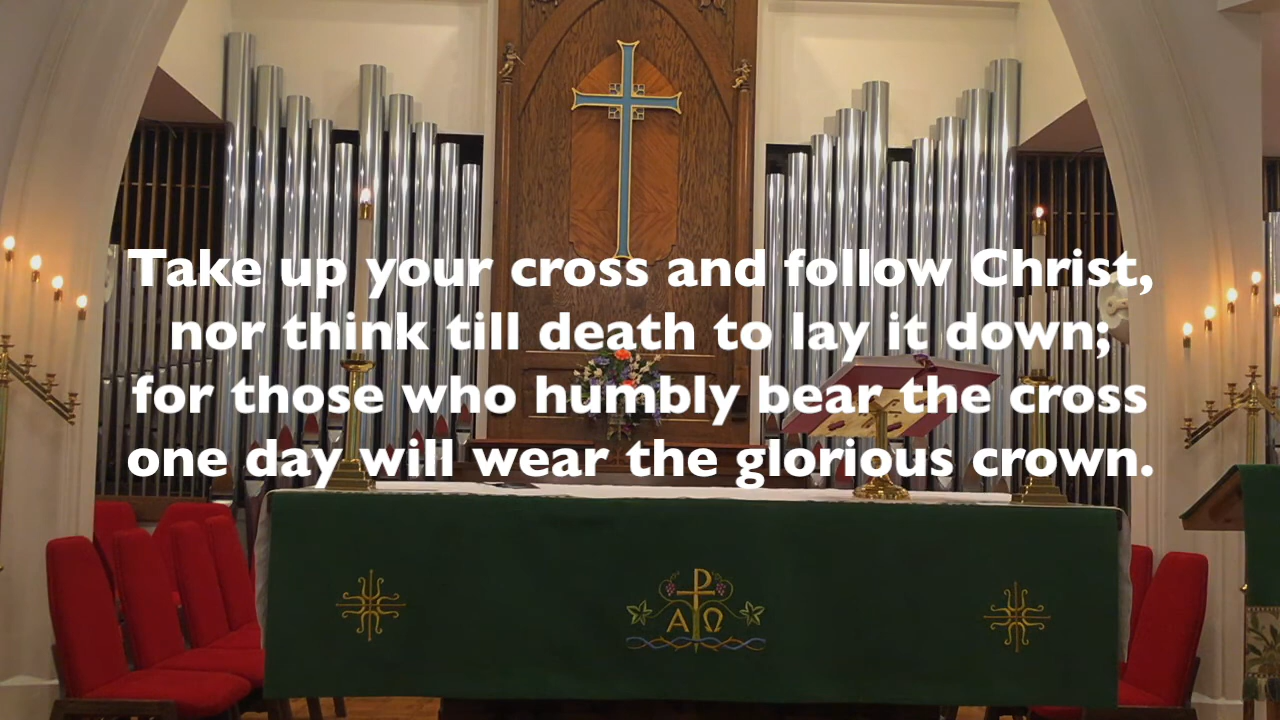 Take up your cross and follow Christ,
nor think till death to lay it down;
for those who humbly bear the cross
one day will wear the glorious crown.
Α Ω